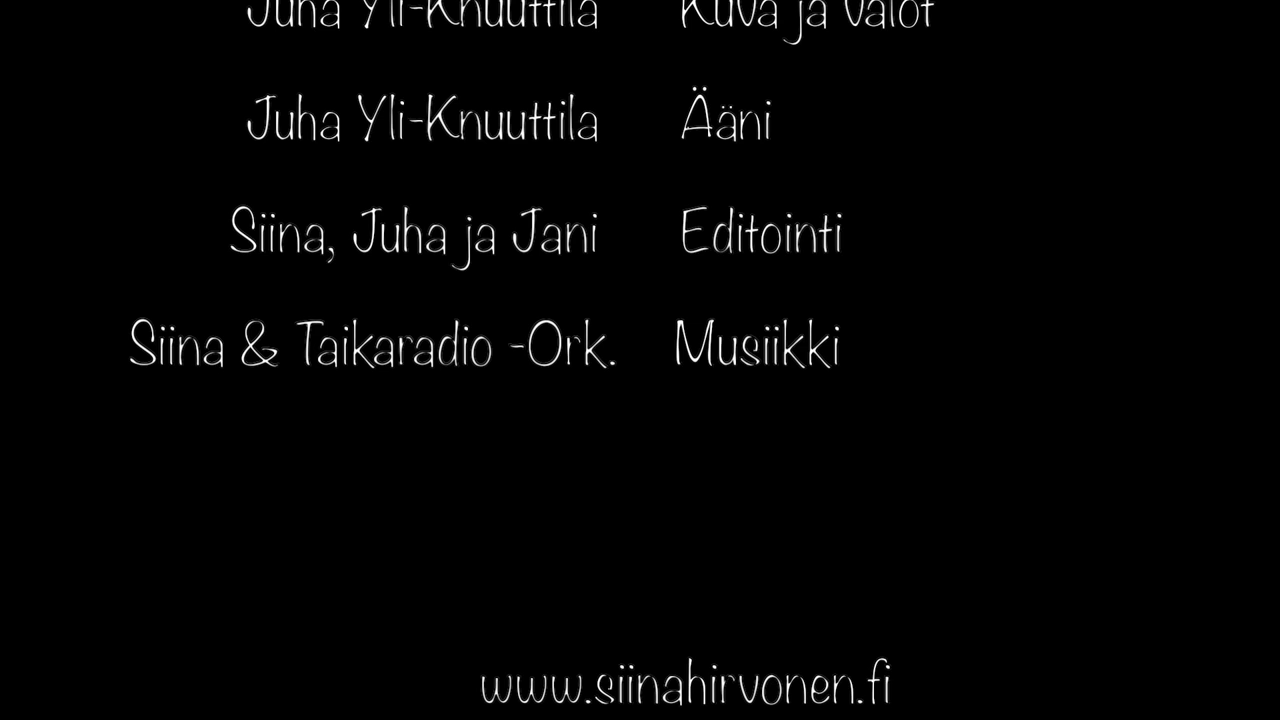 Juha Yli-Knuuttila Kuva ja valot
Juha Yli-Knuuttila Ääni
Siina, Juha ja Jani Editointi
Siina & Taikaradio -Ork. Musiikki
www.siinahirvonen.fi